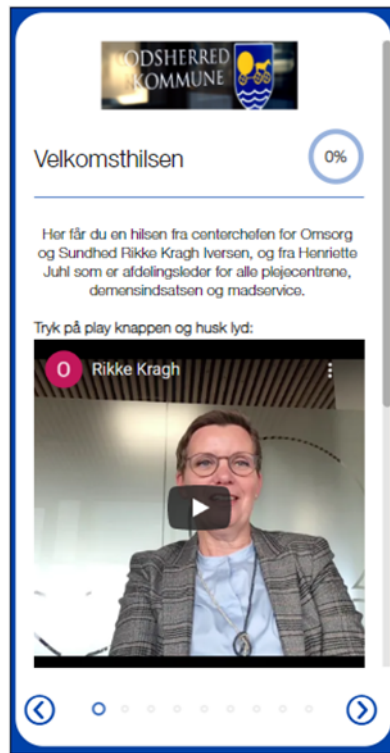 ODSHERRED
KOMMUNE
Velkomsthilsen
0%
Her får du en hilsen fra centerchefen for Omsorg
og Sundhed Rikke Kragh Iversen, og fra Henriette
Juhl som er afdelingsleder for alle plejecentrene,
demensindsatsen og madservice.
Tryk på play knappen og husk lyd:
O Rikke Kragh